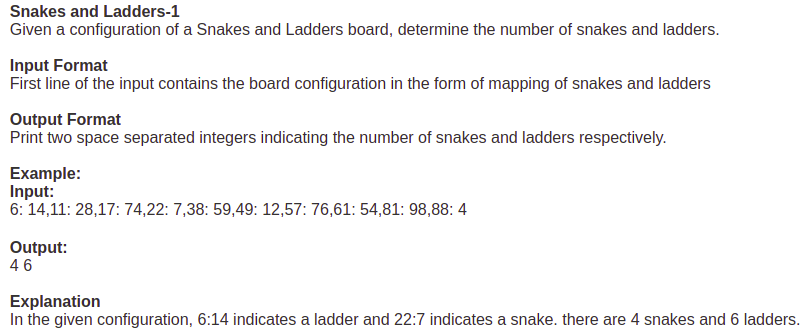 Snakes and Ladders-1
Given a configuration of a Snakes and Ladders board, determine the number of snakes and ladders.
Input Format
First line of the input contains the board configuration in the form of mapping of snakes and ladders
Output Format
Print two space separated integers indicating the number of snakes and ladders respectively.
Example:
Input:
6: 14,11: 28,17: 74,22: 7,38: 59,49: 12,57: 76,61: 54,81: 98,88: 4
Output:
4 6
Explanation
In the given configuration, 6:14 indicates a ladder and 22:7 indicates a snake. there are 4 snakes and 6 ladders.